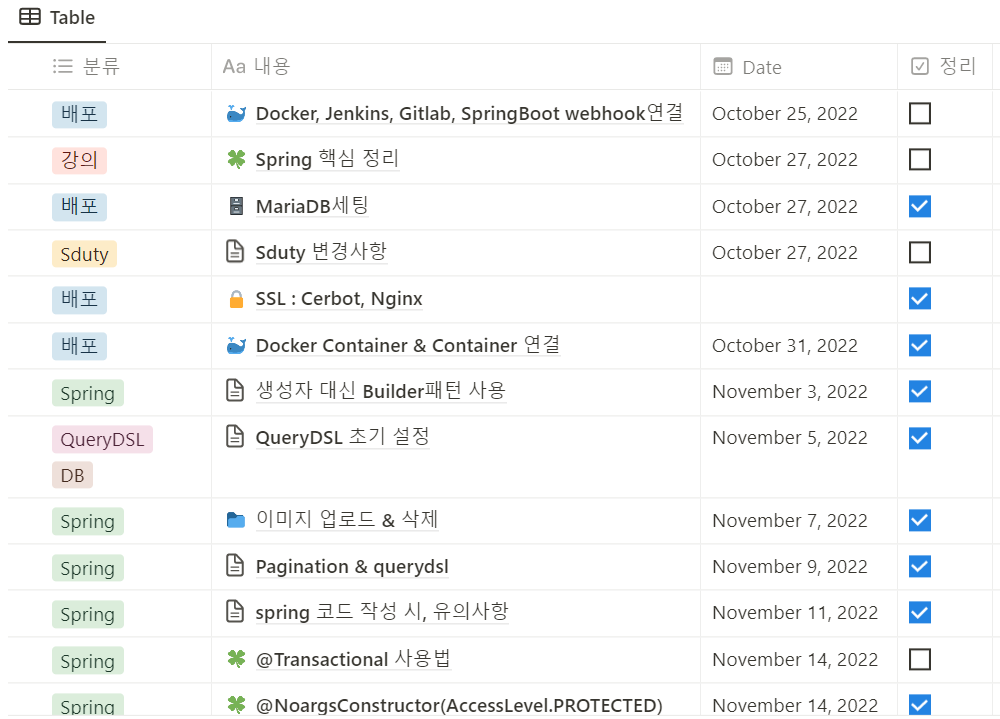 Table
분류 Aa 내용 Date 정리
배포 Docker, Jenkins, Gitlab, SpringBoot webhook연결 October 25, 2022
강의 Spring 핵심 정리 October 27, 2022
배포 MariaDB세팅 October 27, 2022
Sduty Sduty 변경사항 October 27, 2022
배포 SSL : Cerbot, Nginx
배포 Docker Container & Container 연결 October 31, 2022
Spring 생성자 대신 Builder패턴 사용 November 3, 2022
QueryDSL QueryDSL 초기 설정 November 5, 2022
DB
Spring 이미지 업로드 & 삭제 November 7, 2022
Spring Pagination & querydsl November 9, 2022
Spring spring 코드 작성 시, 유의사항 November 11, 2022
Spring @Transactional 사용법 November 14, 2022
Spring @NoargsConstructor(AccessLevel.PROTECTED) November 14, 2022